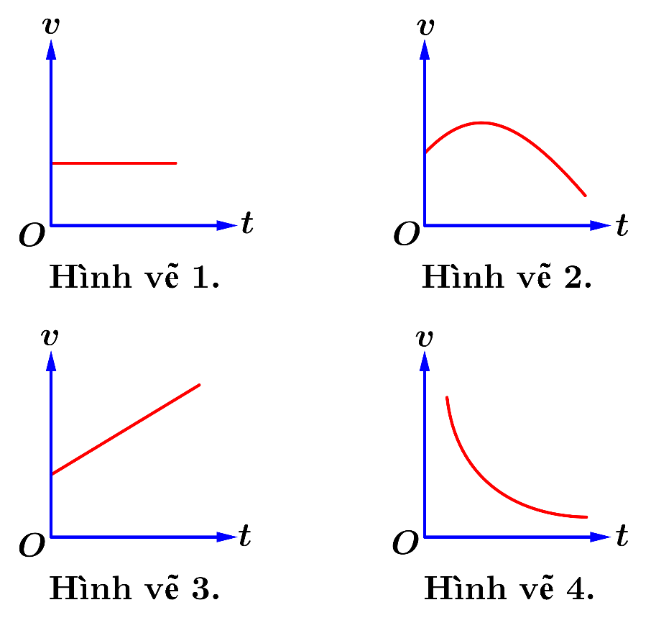 v
O
t
Hình vẽ 1.
v
O
t
Hình vẽ 2.
v
O
t
Hình vẽ 3.
v
O
t
Hình vẽ 4.